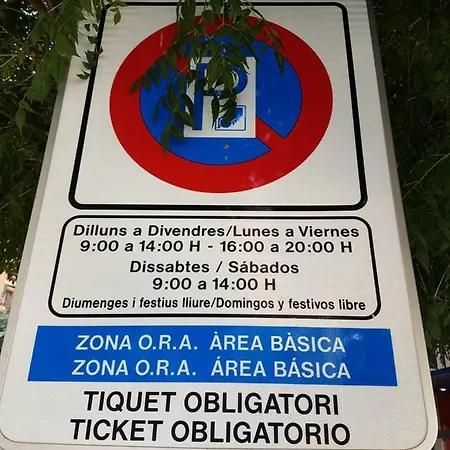 Dilluns a Divendres/Lunes a Viernes
9:00 a 14:00 H - 16:00 a 20:00 H
Dissabtes / Sábados
9:00 a 14:00 H
Diumenges i festius lliure/Domingos y festivos libre
ZONA O.R.A. ÀREA BÀSICA
ZONA O.R.A. ÁREA BÁSICA
TIQUET OBLIGATORI
TICKET OBLIGATORIO